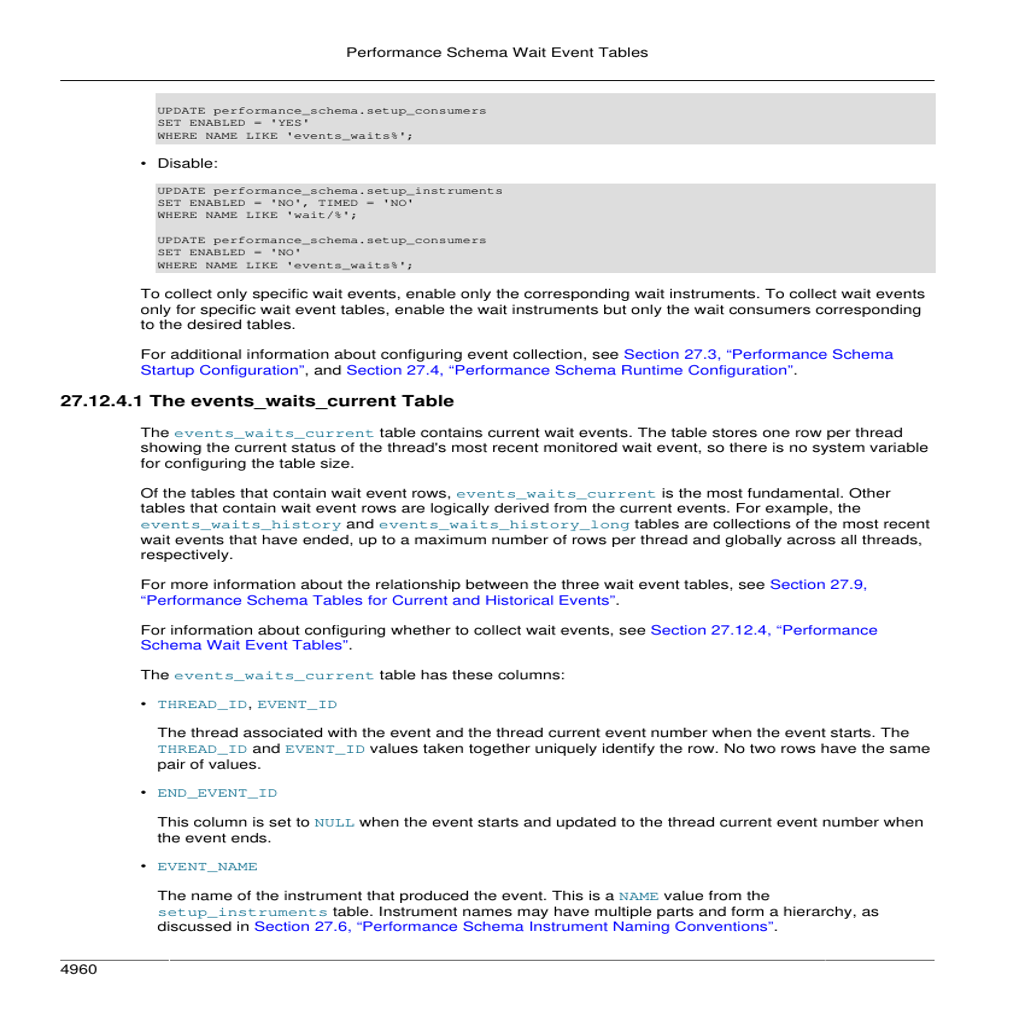 Performance Schema Wait Event Tables
UPDATE performance_schema.setup_consumers
SET ENABLED = 'YES'
WHERE NAME LIKE 'events_waits%';
• Disable:
UPDATE performance_schema.setup_instruments
SET ENABLED = 'NO', TIMED = 'NO'
WHERE NAME LIKE 'wait/%';
UPDATE performance_schema.setup_consumers
SET ENABLED = 'NO'
WHERE NAME LIKE 'events_waits%';
To collect only specific wait events, enable only the corresponding wait instruments. To collect wait events
only for specific wait event tables, enable the wait instruments but only the wait consumers corresponding
to the desired tables.
For additional information about configuring event collection, see Section 27.3, “Performance Schema
Startup Configuration”, and Section 27.4, “Performance Schema Runtime Configuration”.
27.12.4.1 The events_waits_current Table
The events_waits_current table contains current wait events. The table stores one row per thread
showing the current status of the thread's most recent monitored wait event, so there is no system variable
for configuring the table size.
Of the tables that contain wait event rows, events_waits_current is the most fundamental. Other
tables that contain wait event rows are logically derived from the current events. For example, the
events_waits_history and events_waits_history_long tables are collections of the most recent
wait events that have ended, up to a maximum number of rows per thread and globally across all threads,
respectively.
For more information about the relationship between the three wait event tables, see Section 27.9,
“Performance Schema Tables for Current and Historical Events”.
For information about configuring whether to collect wait events, see Section 27.12.4, “Performance
Schema Wait Event Tables”.
The events_waits_current table has these columns:
• THREAD_ID, EVENT_ID
The thread associated with the event and the thread current event number when the event starts. The
THREAD_ID and EVENT_ID values taken together uniquely identify the row. No two rows have the same
pair of values.
• END_EVENT_ID
This column is set to NULL when the event starts and updated to the thread current event number when
the event ends.
• EVENT_NAME
The name of the instrument that produced the event. This is a NAME value from the
setup_instruments table. Instrument names may have multiple parts and form a hierarchy, as
discussed in Section 27.6, “Performance Schema Instrument Naming Conventions”.
4960